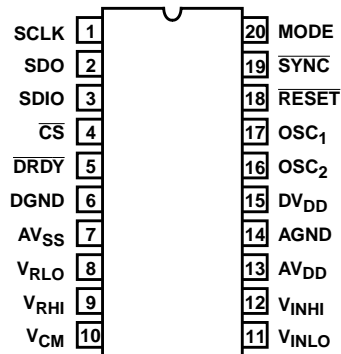 SCLK 1 20 MODE
SDO 2 19 SYNC
SDIO 3 18 RESET
CS 4 17 OSC1
DRDY 5 16 OSC2
DGND 6 15 DVDD
AVSS 7 14 AGND
VRLO 8 13 AVDD
VRHI 9 12 VINHI
VCM 10 11 VINLO